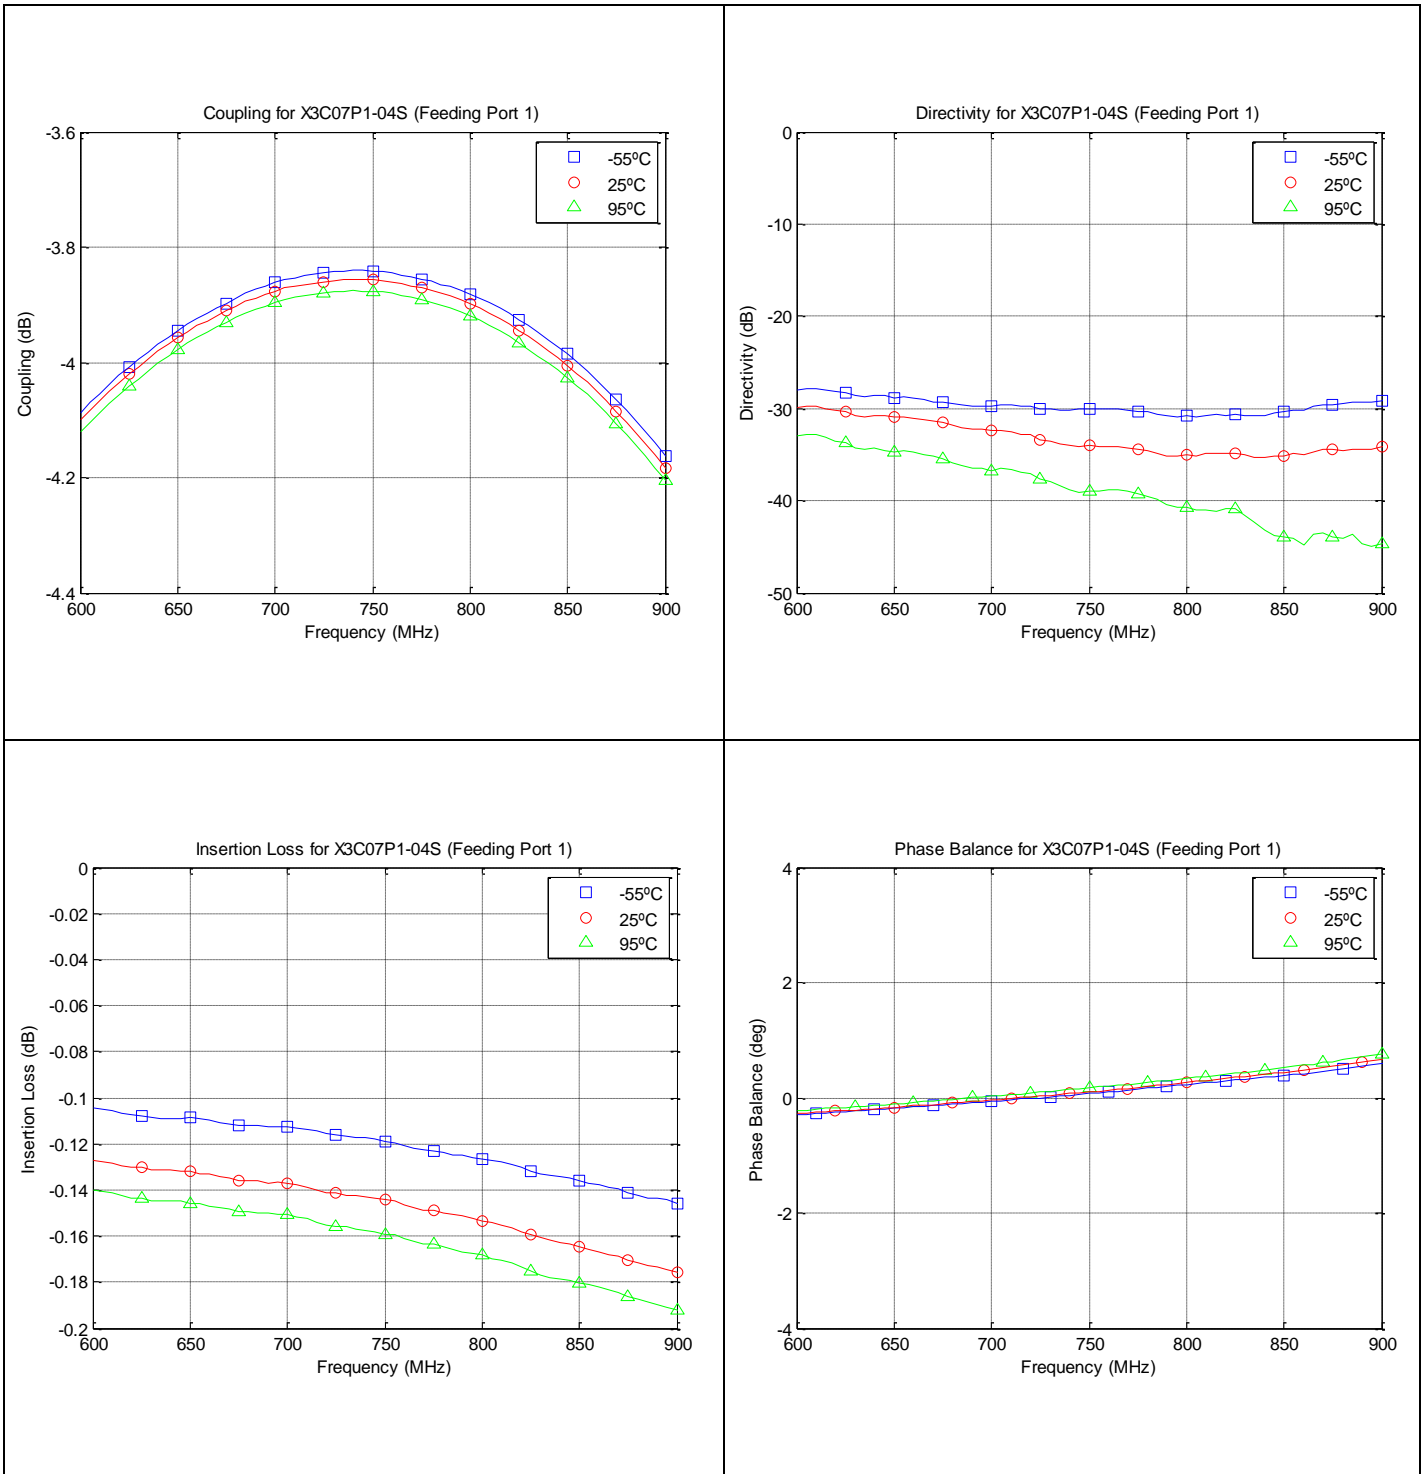 Coupling for X3C07P1-04S (Feeding Port 1)
-3.6
-3.8
-4
-4.2
-4.4
Coupling (dB)
600 650 700 750 800 850 900
Frequency (MHz)
-55ºC
25ºC
95ºC
Directivity for X3C07P1-04S (Feeding Port 1)
0
-10
-20
-30
-40
-50
Directivity (dB)
600 650 700 750 800 850 900
Frequency (MHz)
-55ºC
25ºC
95ºC
Insertion Loss for X3C07P1-04S (Feeding Port 1)
0
-0.02
-0.04
-0.06
-0.08
-0.1
-0.12
-0.14
-0.16
-0.18
-0.2
Insertion Loss (dB)
600 650 700 750 800 850 900
Frequency (MHz)
-55ºC
25ºC
95ºC
Phase Balance for X3C07P1-04S (Feeding Port 1)
4
2
0
-2
-4
Phase Balance (deg)
600 650 700 750 800 850 900
Frequency (MHz)
-55ºC
25ºC
95ºC